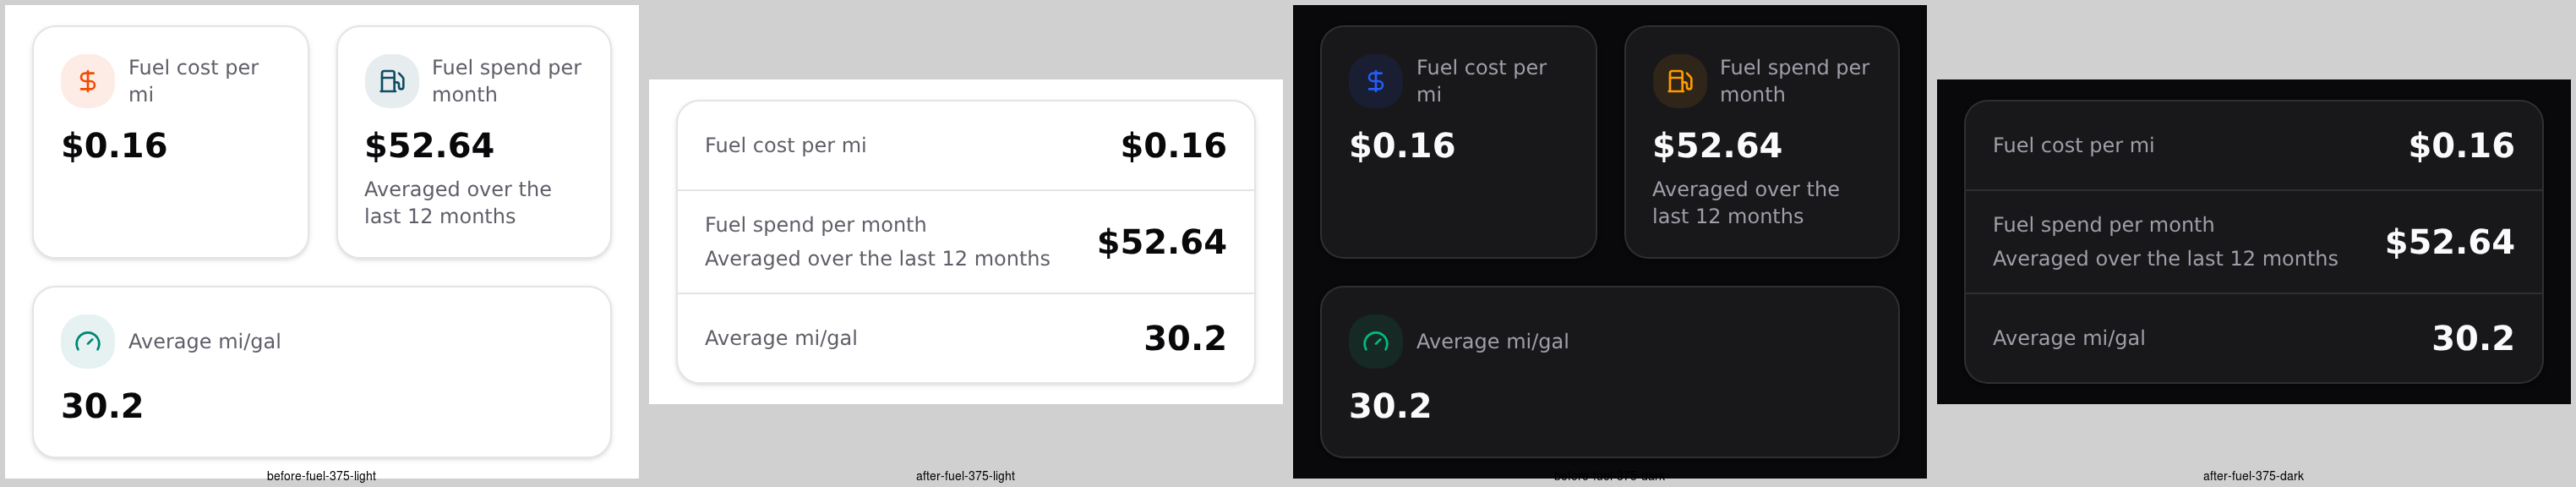 Fuel cost per
mi
$0.16
Fuel spend per
month
$52.64
Averaged over the
last 12 months
Average mi/gal
30.2
before-fuel-375-light
Fuel cost per mi
$0.16
Fuel spend per month
Averaged over the last 12 months
$52.64
Average mi/gal
30.2
after-fuel-375-light
Fuel cost per
mi
$0.16
Fuel spend per
month
$52.64
Averaged over the
last 12 months
Average mi/gal
30.2
before-fuel-375-dark
Fuel cost per mi
$0.16
Fuel spend per month
Averaged over the last 12 months
$52.64
Average mi/gal
30.2
after-fuel-375-dark